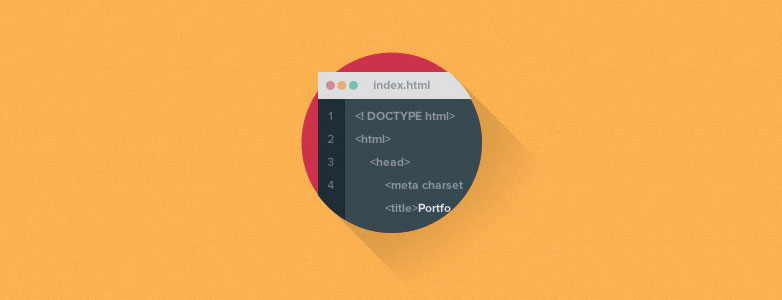 index.html
1 <! DOCTYPE html>
2 <html>
3 <head>
4 <meta charset
<title>Portfo